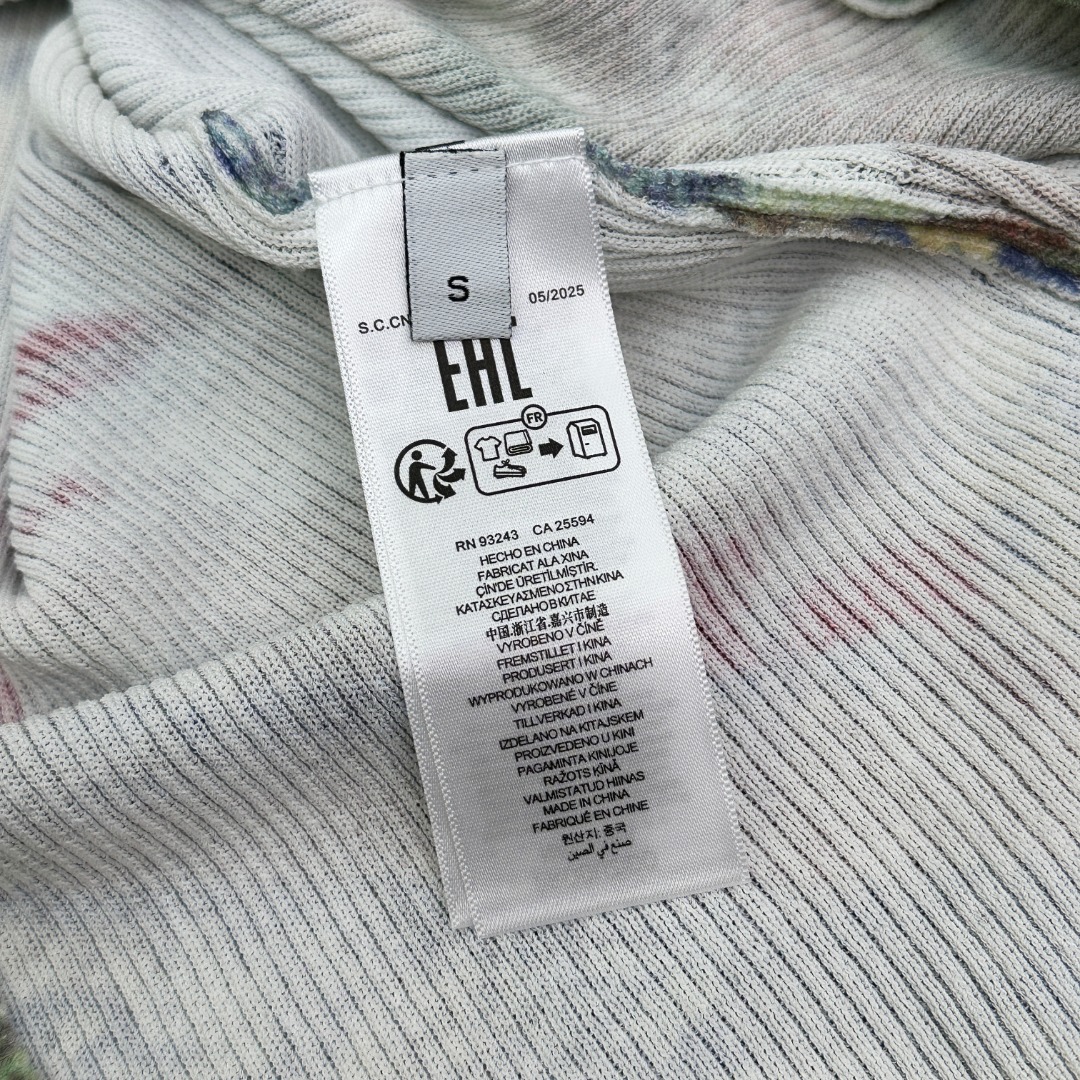 S
S.C.CN
05/2025
EAC
FR
RN 93243 CA 25594
HECHO EN CHINA
FABRICAT A LA XINA
ÇİN'DE ÜRETİLMİŞTİR.
ΚΑΤΑΣΚΕΥΑΣΜΕΝΟ ΣΤΗΝ ΚΙΝΑ
СДЕЛАНО В КИТАЕ
中国.浙江省.嘉兴市制造
VYROBENO V ČÍNĚ
FREMSTILLET I KINA
PRODUSERT I KINA
WYPRODUKOWANO W CHINACH
VYROBENÉ V ČÍNE
TILLVERKAD I KINA
IZDELANO NA KITAJSKEM
PROIZVEDENO U KINI
PAGAMINTA KINIJOJE
RAŽOTS ĶĪNĀ
VALMISTATUD HIINAS
MADE IN CHINA
FABRIQUÉ EN CHINE
원산지: 중국
صنع في الصين